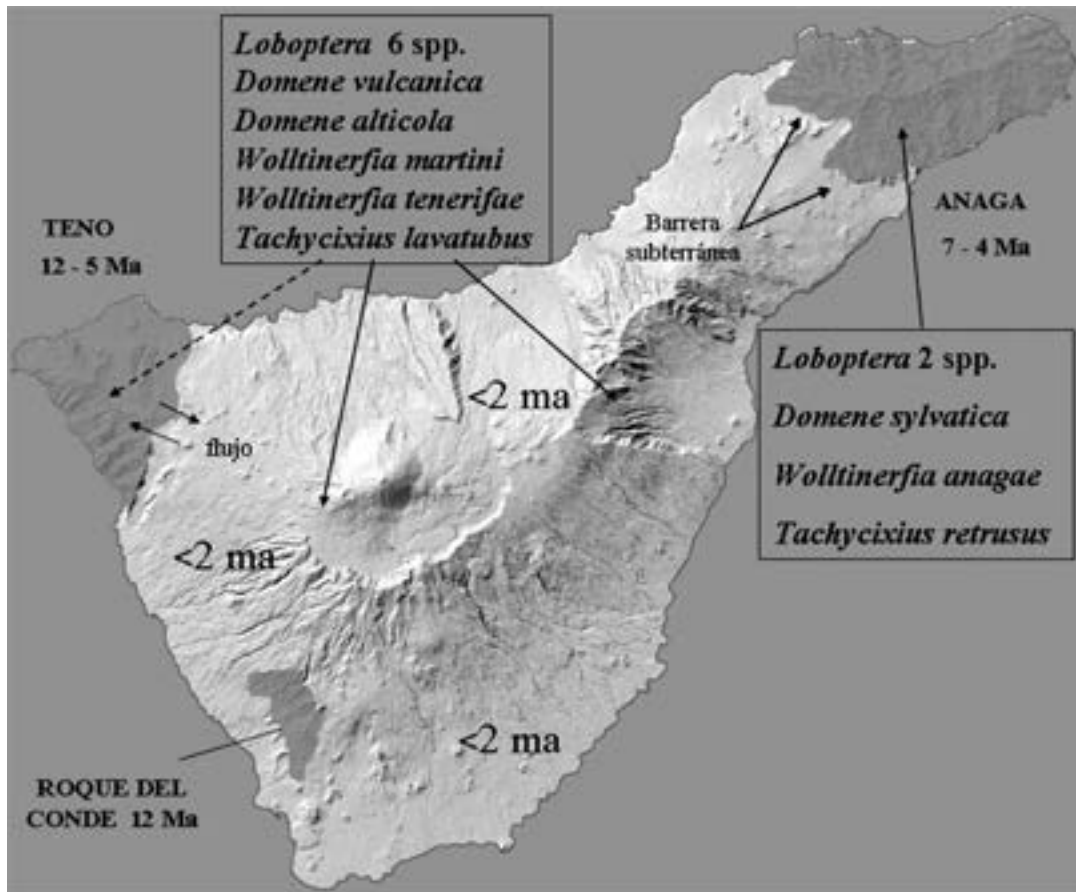 Loboptera 6 spp.
Domene vulcanica
Domene alticola
Wolltinerfia martini
Wolltinerfia tenerifae
Tachycixius lavatubus
TENO
12 - 5 Ma
Barrera
subterránea
ANAGA
7 - 4 Ma
Loboptera 2 spp.
Domene sylvatica
Wolltinerfia anagae
Tachycixius retrusus
<2 ma
flujo
<2 ma
<2 ma
ROQUE DEL
CONDE 12 Ma